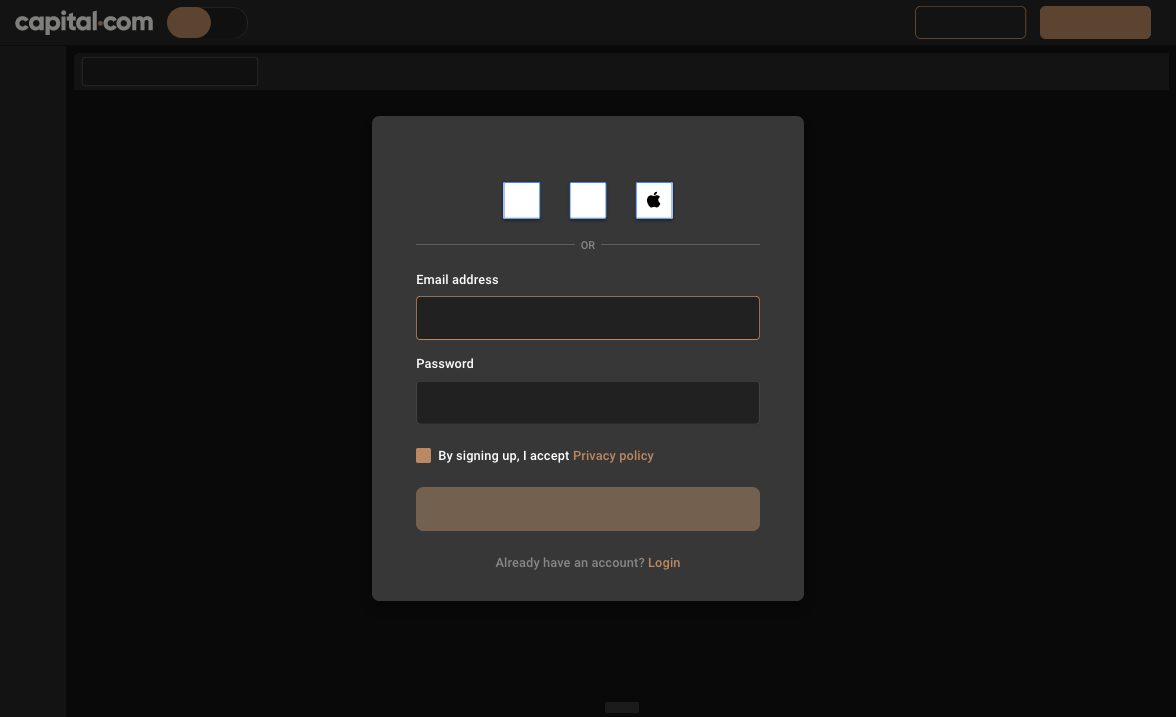 capital.com
OR
Email address
Password
By signing up, I accept Privacy policy
Already have an account? Login